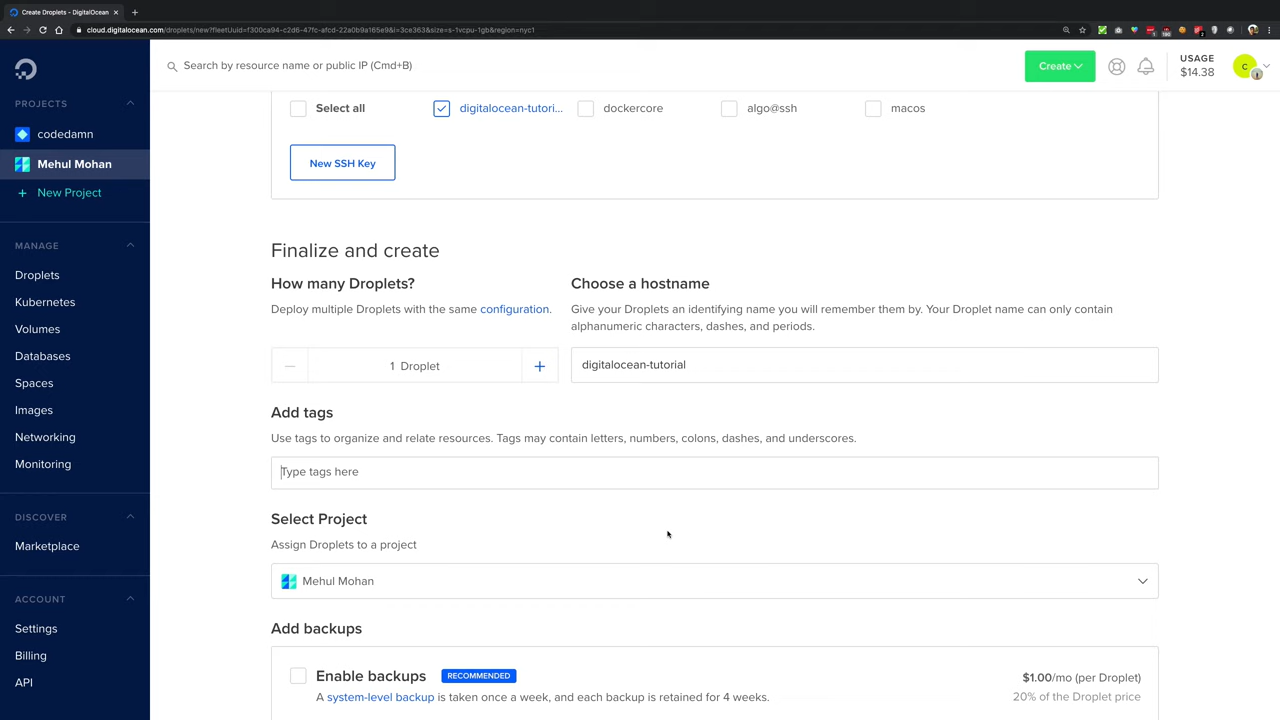 Create Droplets - DigitalOcean
cloud.digitalocean.com/droplets/new?fleetUuid=f300ca94-c2d6-47fc-afcd-22a0b9a165e9&i=3ce363&size=s-1vcpu-1gb&region=nyc1
Search by resource name or public IP (Cmd+B)
Create
USAGE
$14.38
C
PROJECTS
codedamn
Mehul Mohan
+ New Project
MANAGE
Droplets
Kubernetes
Volumes
Databases
Spaces
Images
Networking
Monitoring
DISCOVER
Marketplace
ACCOUNT
Settings
Billing
API
Select all
digitalocean-tutori...
dockercore
algo@ssh
macos
New SSH Key
Finalize and create
How many Droplets?
Deploy multiple Droplets with the same configuration.
1 Droplet
Choose a hostname
Give your Droplets an identifying name you will remember them by. Your Droplet name can only contain
alphanumeric characters, dashes, and periods.
digitalocean-tutorial
Add tags
Use tags to organize and relate resources. Tags may contain letters, numbers, colons, dashes, and underscores.
Type tags here
Select Project
Assign Droplets to a project
Mehul Mohan
Add backups
Enable backups RECOMMENDED
$1.00/mo (per Droplet)
A system-level backup is taken once a week, and each backup is retained for 4 weeks.
20% of the Droplet price